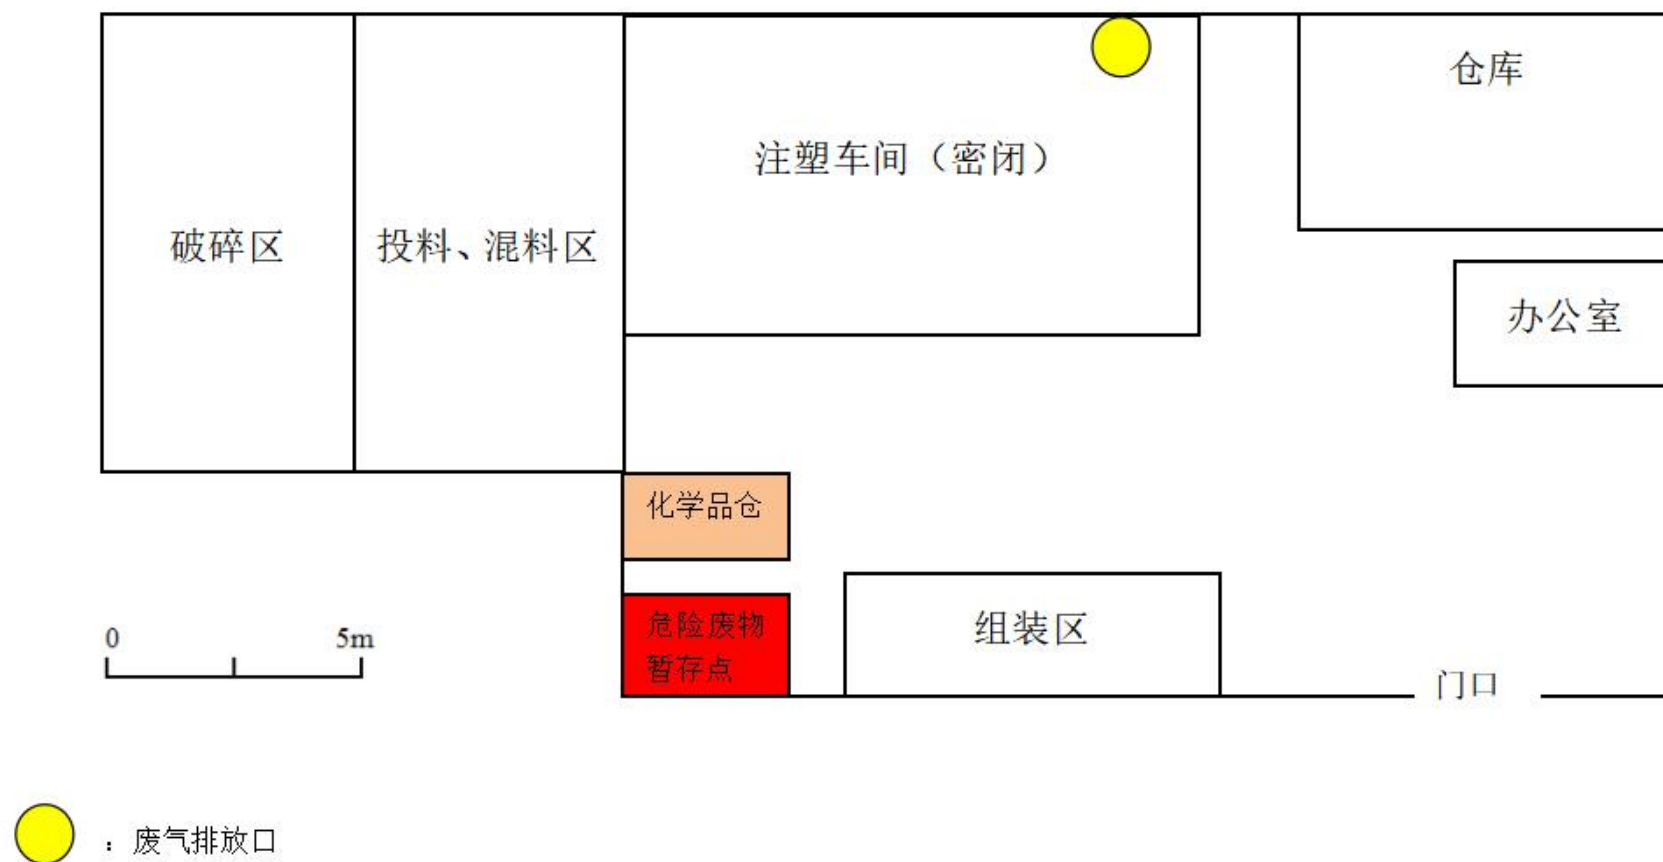 仓库
注塑车间（密闭）
破碎区
投料、混料区
办公室
化学品仓
危险废物
暂存点
组装区
0 5m
门口
：废气排放口